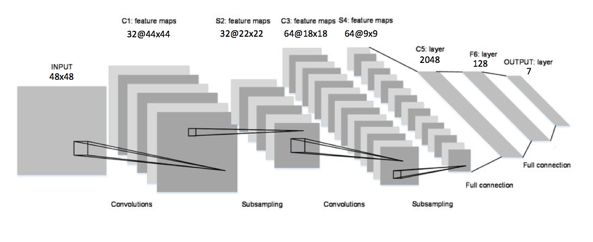 INPUT
48x48
C1: feature maps
32@44x44
S2: feature maps
32@22x22
C3: feature maps
64@18x18
S4: feature maps
64@9x9
C5: layer
2048
F6: layer
128
OUTPUT: layer
7
Convolutions
Subsampling
Convolutions
Subsampling
Full connection
Full connection